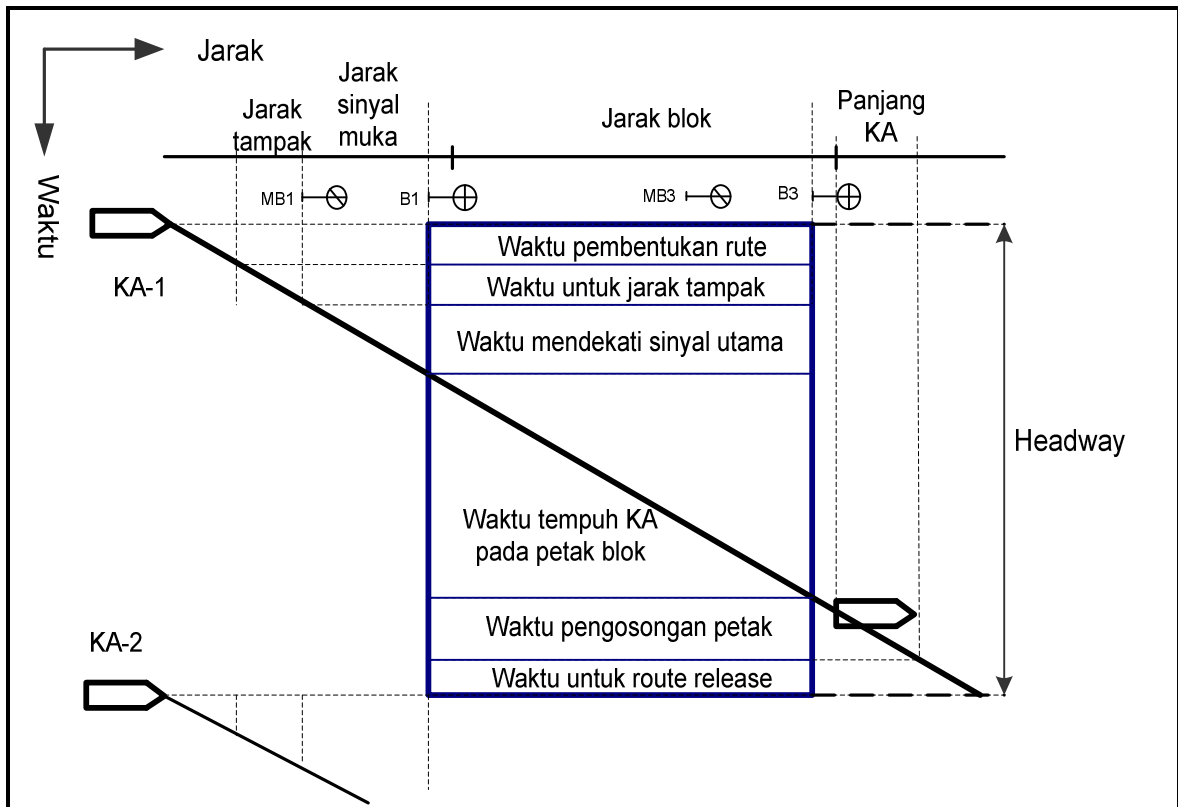 Jarak
Jarak
tampak
Jarak
sinyal
muka
Jarak blok
Panjang
KA
Waktu
MB1
B1
MB3
B3
KA-1
Waktu pembentukan rute
Waktu untuk jarak tampak
Waktu mendekati sinyal utama
Headway
Waktu tempuh KA
pada petak blok
Waktu pengosongan petak
KA-2
Waktu untuk route release